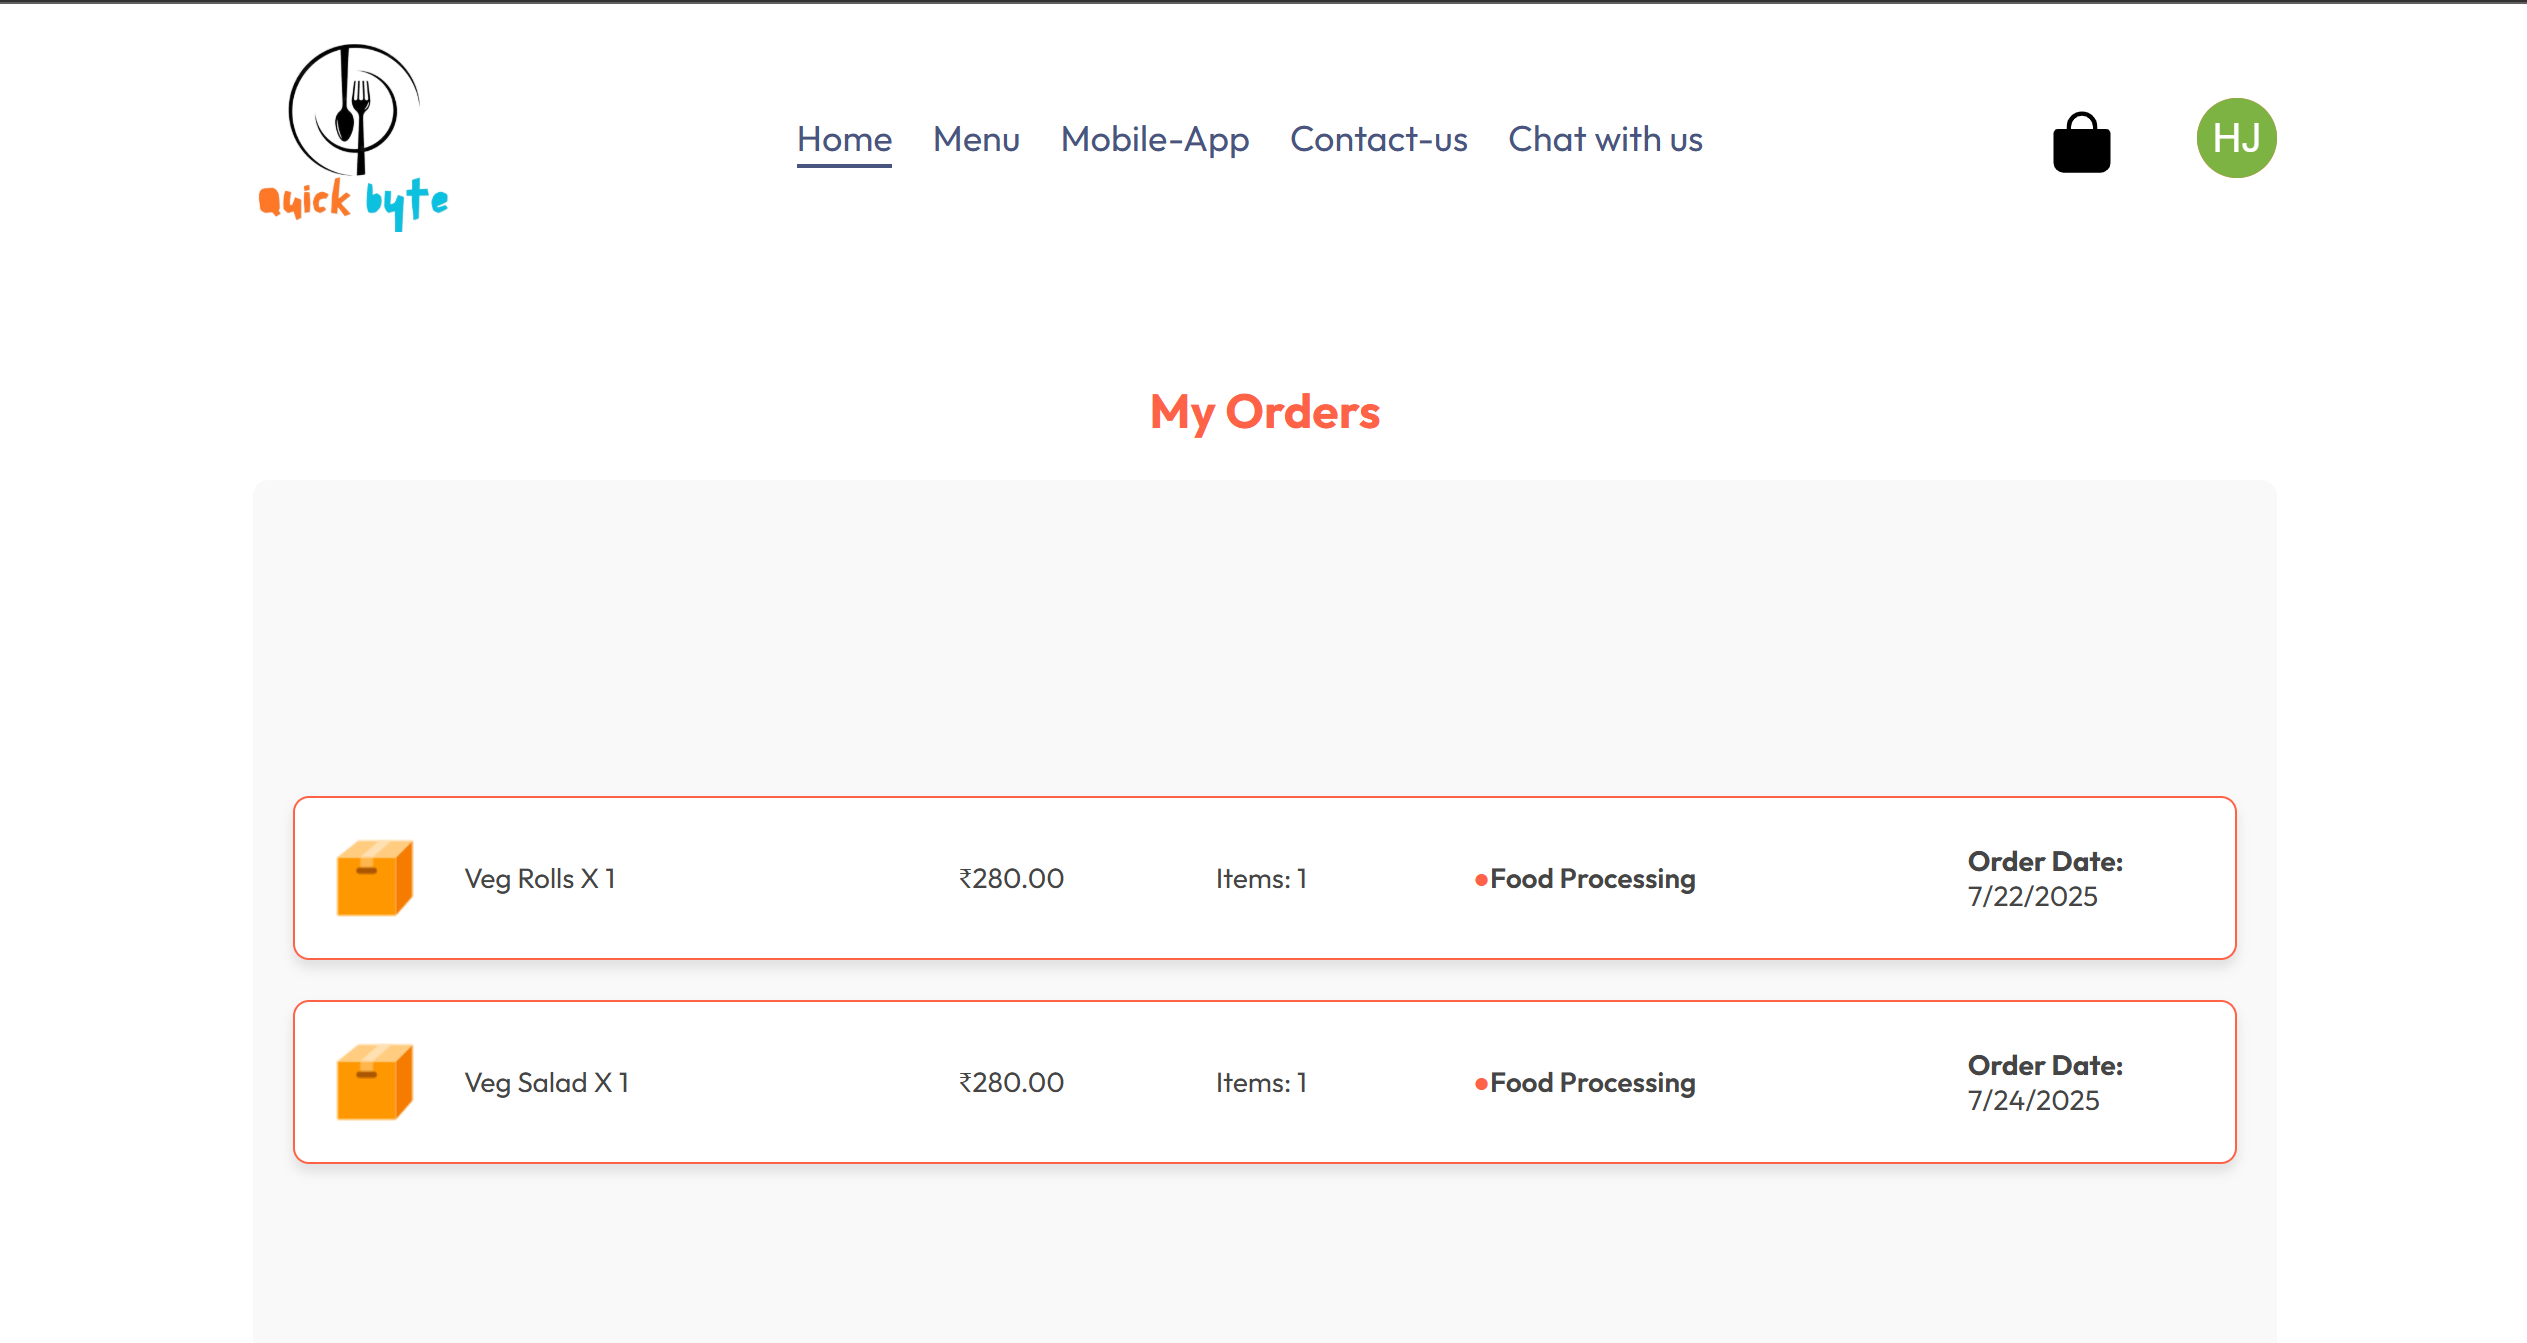 Quick byte
Home Menu Mobile-App Contact-us Chat with us
HJ
My Orders
Veg Rolls X 1 ₹280.00 Items: 1 ●Food Processing Order Date:
7/22/2025
Veg Salad X 1 ₹280.00 Items: 1 ●Food Processing Order Date:
7/24/2025